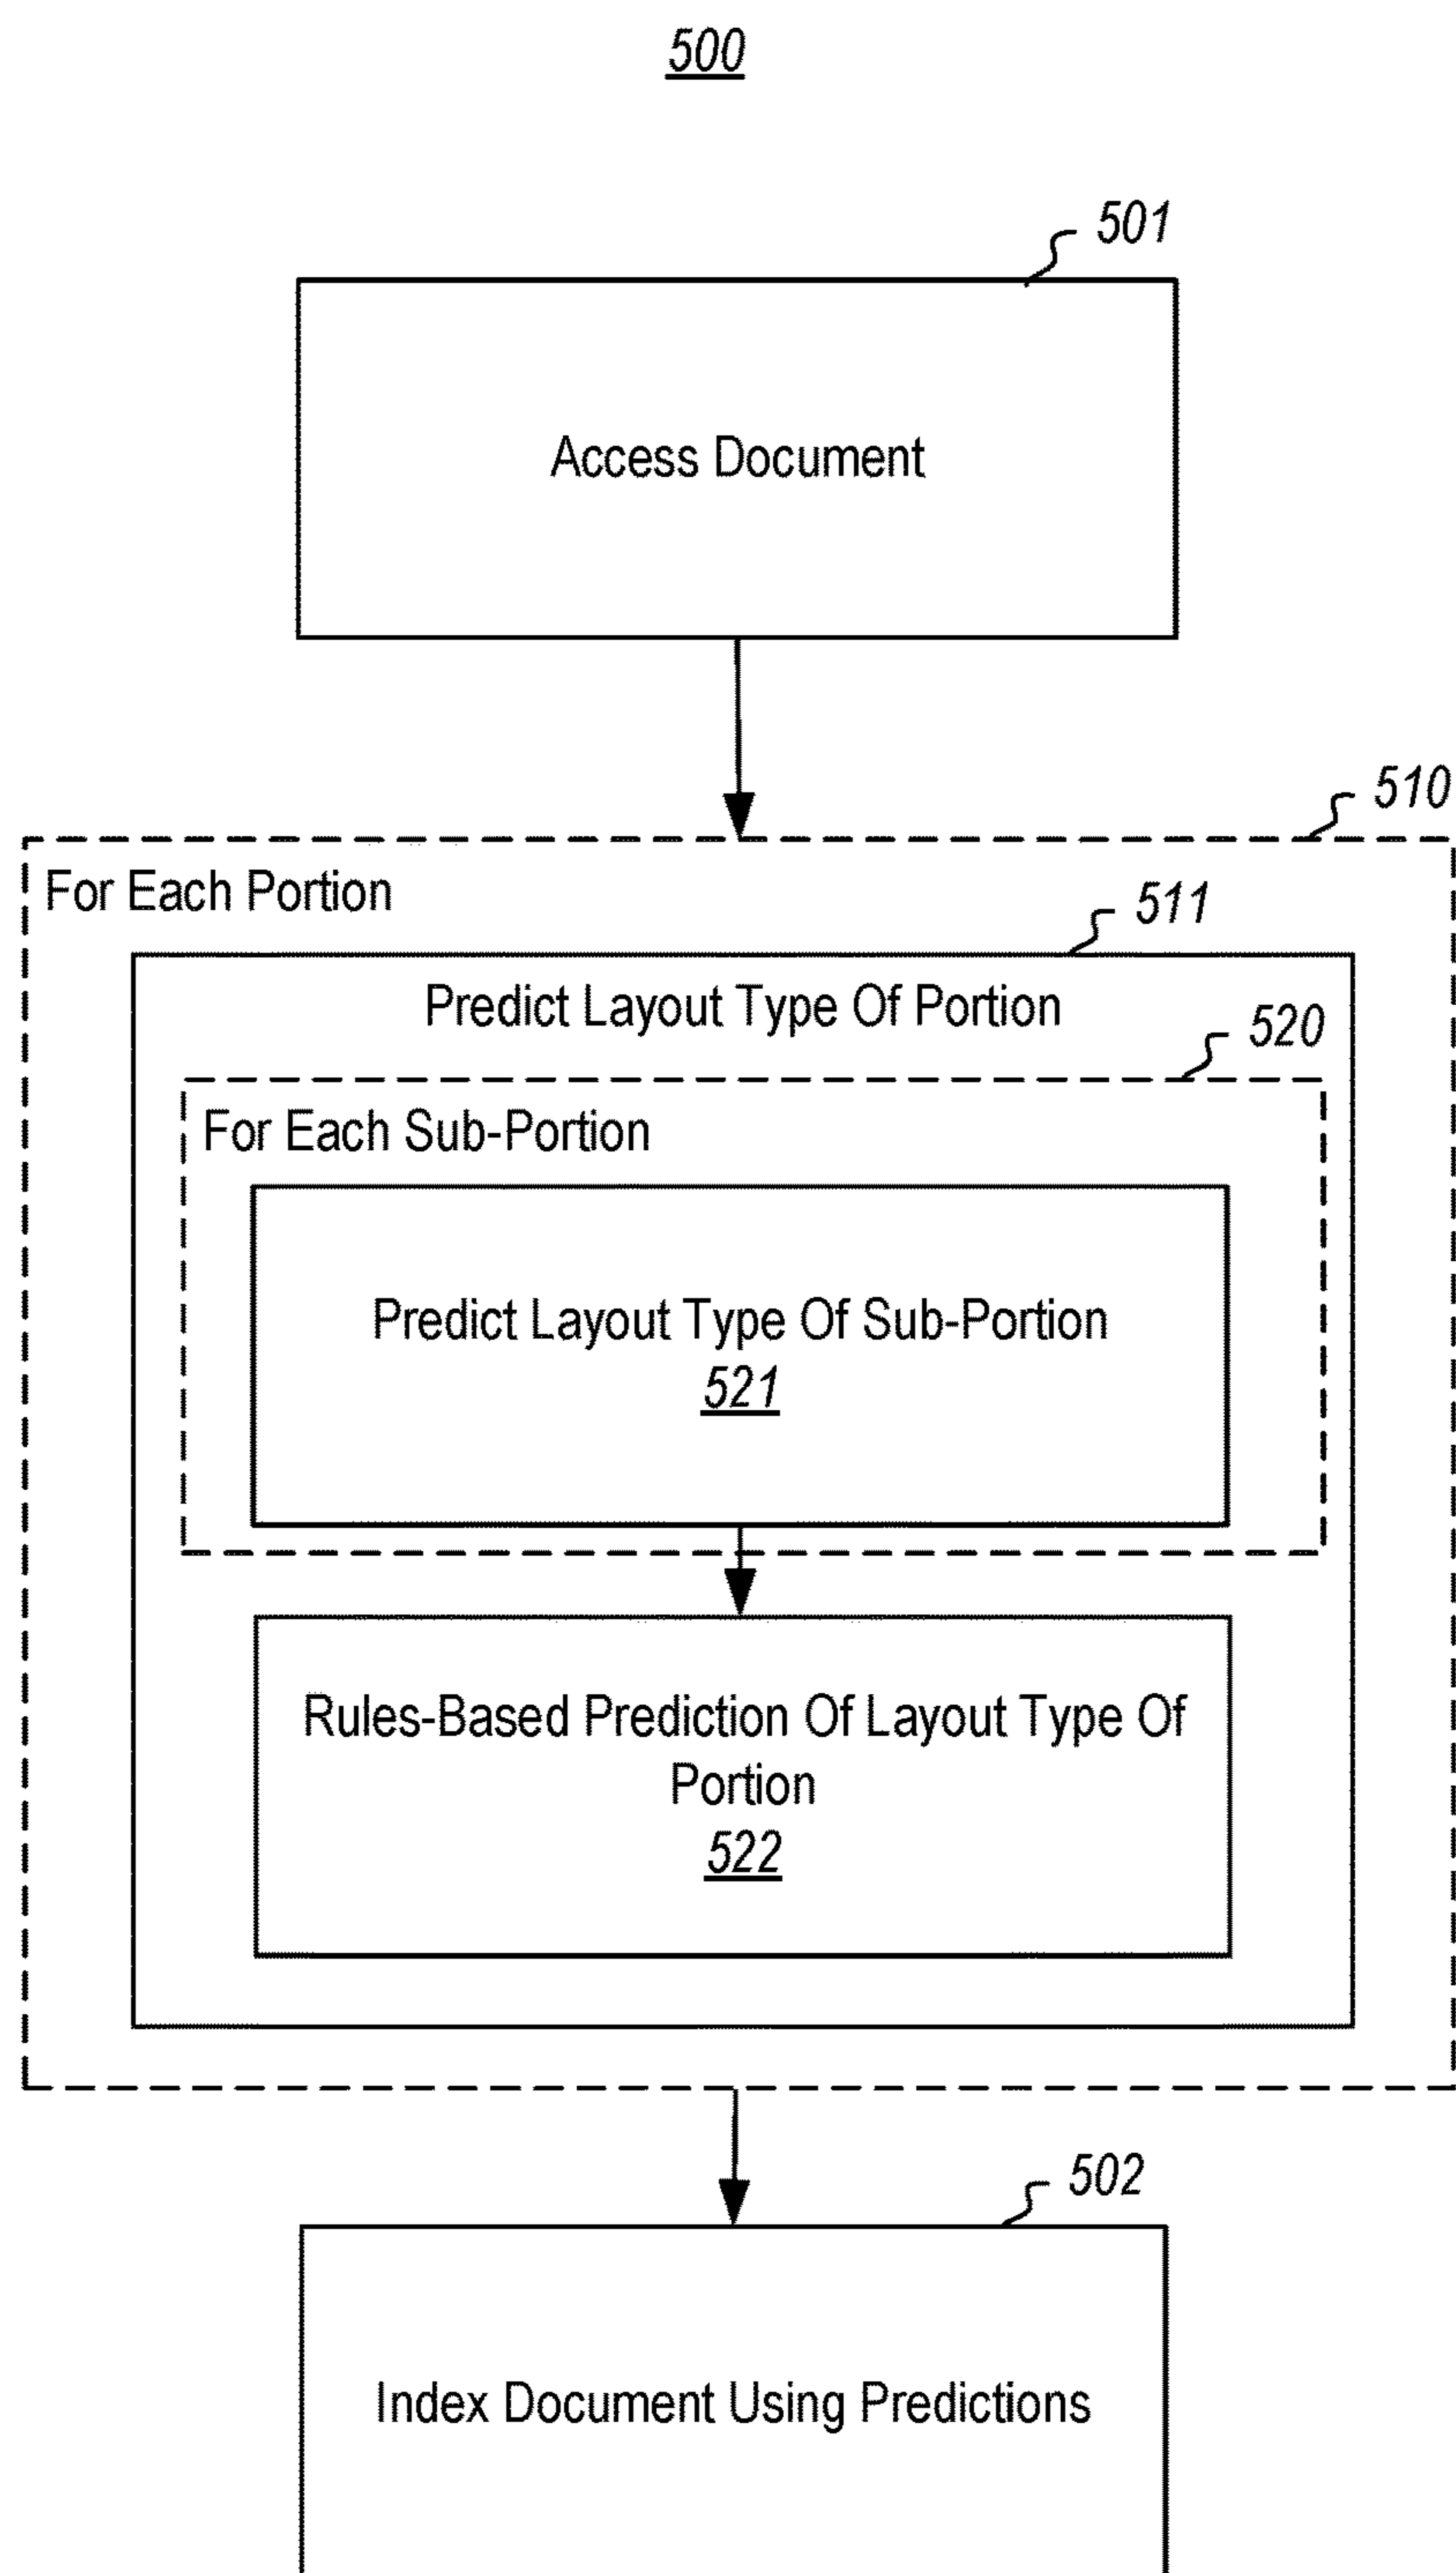 500
501
Access Document
510
For Each Portion
511
Predict Layout Type Of Portion
520
For Each Sub-Portion
Predict Layout Type Of Sub-Portion
521
Rules-Based Prediction Of Layout Type Of
Portion
522
502
Index Document Using Predictions